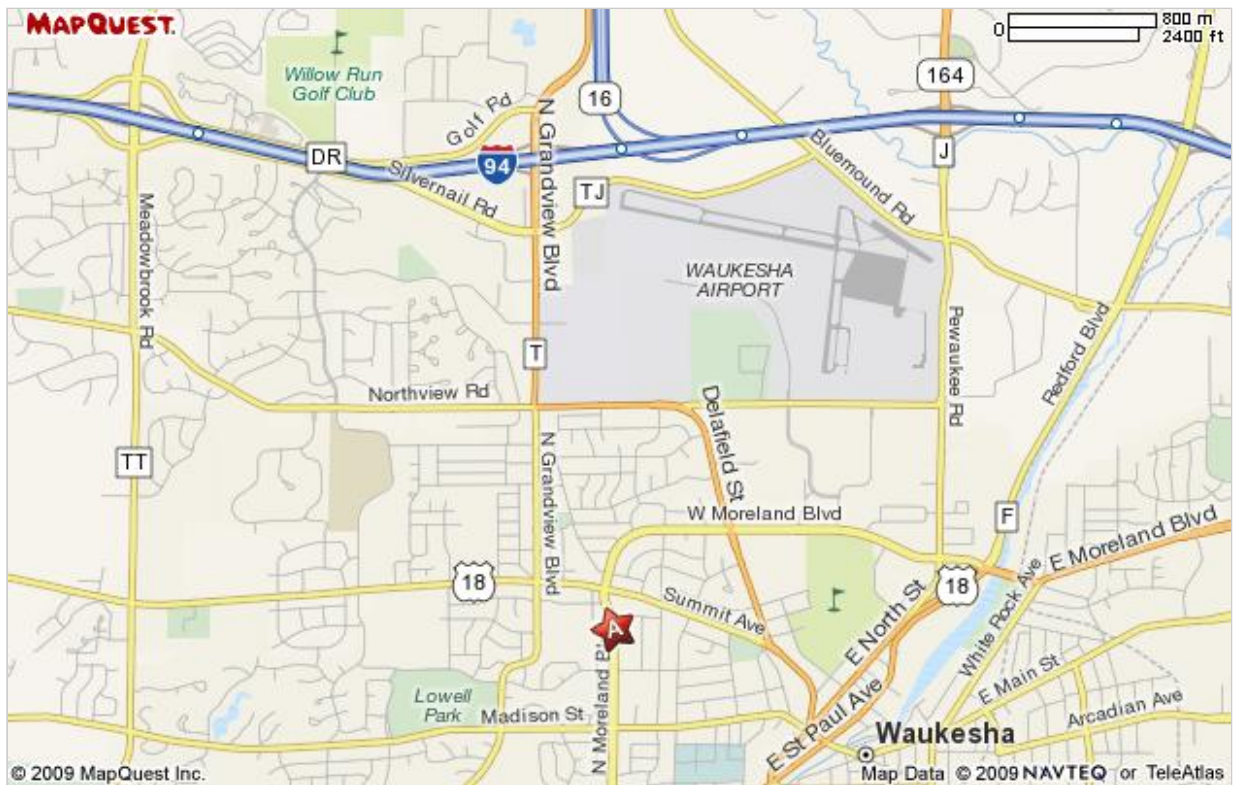 MAPQUEST.
0
800 m
2400 ft
Willow Run
Golf Club
16
164
Golf Rd
N Grandview Blvd
DR
94
Silvernail Rd
TJ
Bluemound Rd
J
Meadowbrook Rd
WAUKESHA
AIRPORT
T
Pewaukee Rd
Redford Blvd
Northview Rd
Delafield St
TT
N Grandview Blvd
W Moreland Blvd
F
E Moreland Blvd
18
18
Summit Ave
E North St
White Rock Ave
A
N Moreland
Lowell
Park
Madison St
E St Paul Ave
E Main St
Arcadian Ave
Waukesha
© 2009 MapQuest Inc.
Map Data © 2009 NAVTEQ or TeleAtlas